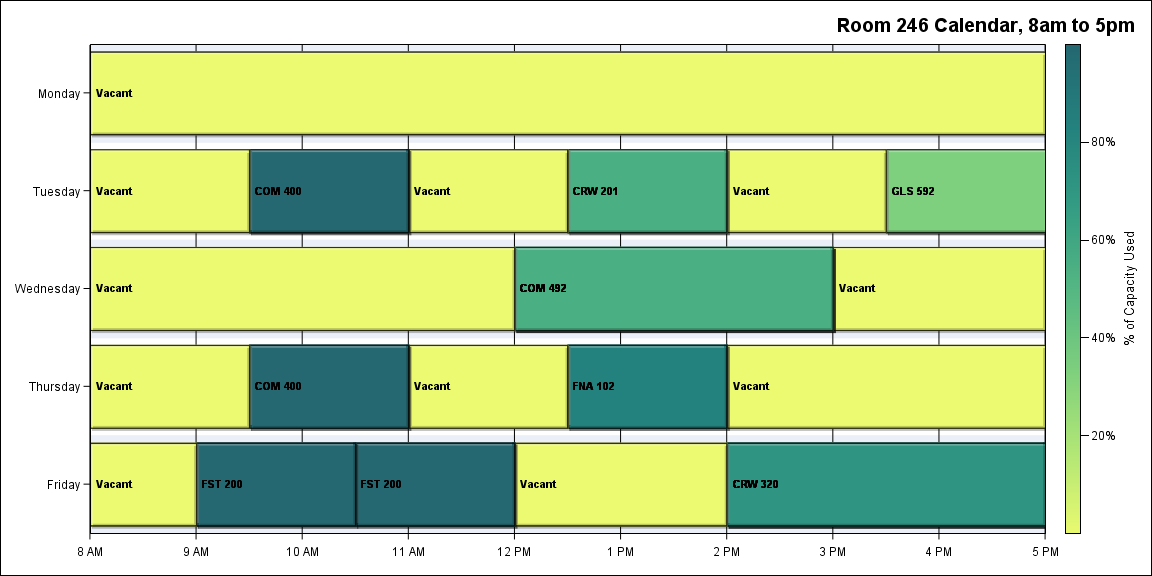 Room 246 Calendar, 8am to 5pm
Monday
Vacant
Tuesday
Vacant
COM 400
Vacant
CRW 201
Vacant
GLS 592
Wednesday
Vacant
COM 492
Vacant
Thursday
Vacant
COM 400
Vacant
FNA 102
Vacant
Friday
Vacant
FST 200
FST 200
Vacant
CRW 320
8 AM
9 AM
10 AM
11 AM
12 PM
1 PM
2 PM
3 PM
4 PM
5 PM
80%
60%
40%
20%
% of Capacity Used